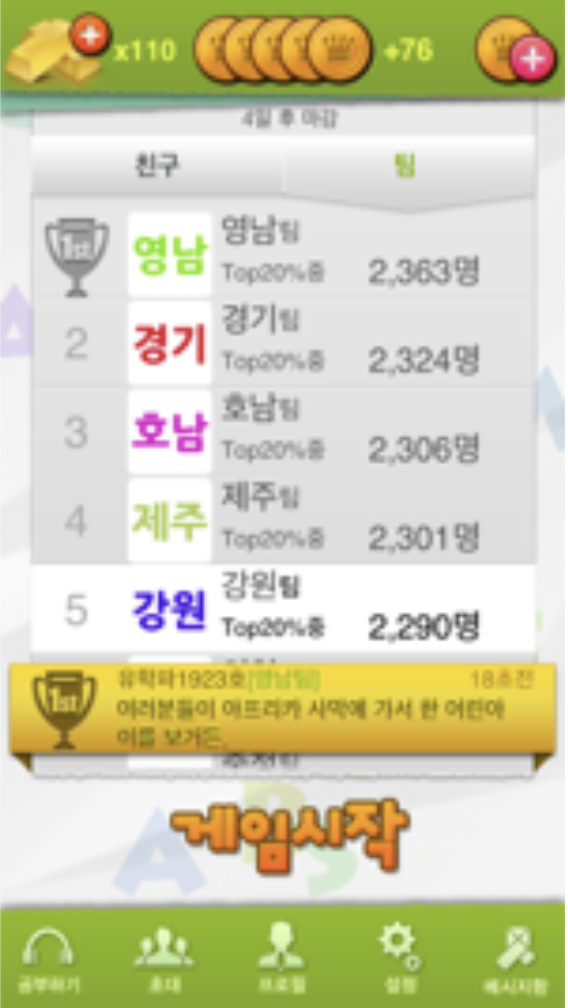 x110
+76
4일 후 마감
친구
팀
1st
영남
영남팀
Top20%중
2,363명
2
경기
경기팀
Top20%중
2,324명
3
호남
호남팀
Top20%중
2,306명
4
제주
제주팀
Top20%중
2,301명
5
강원
강원팀
Top20%중
2,290명
1st
유학파1923호[영남팀]
18초전
여러분들이 아프리카 사막에 가서 한 어린아
이를 보거든,
게임시작
공부하기
초대
프로필
설정
메시지함